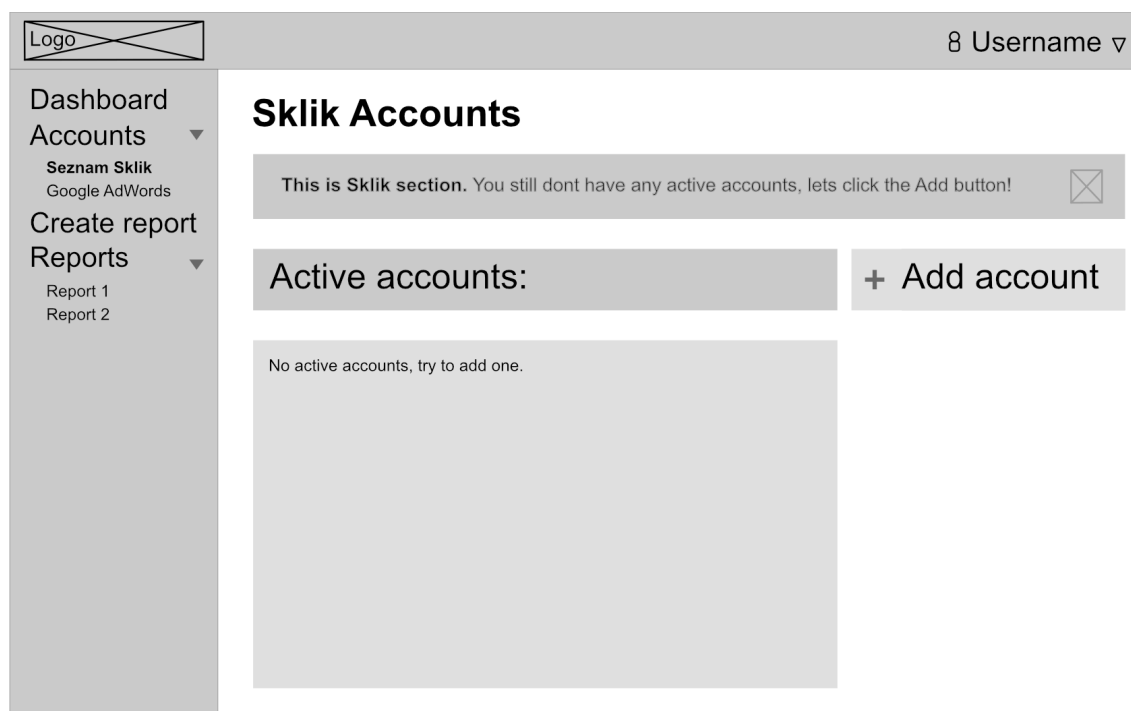 Logo
8 Username
Dashboard
Accounts
Seznam Sklik
Google AdWords
Create report
Reports
Report 1
Report 2
Sklik Accounts
This is Sklik section. You still dont have any active accounts, lets click the Add button!
Active accounts:
+ Add account
No active accounts, try to add one.